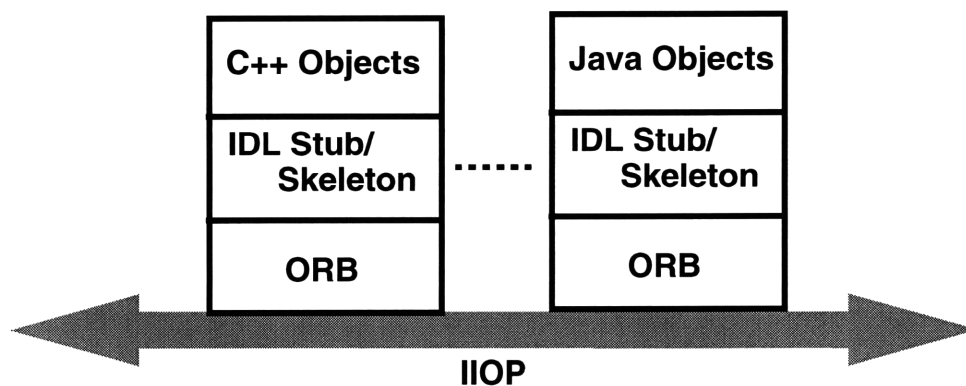 C++ Objects
IDL Stub/
Skeleton
ORB
Java Objects
IDL Stub/
Skeleton
ORB
IIOP